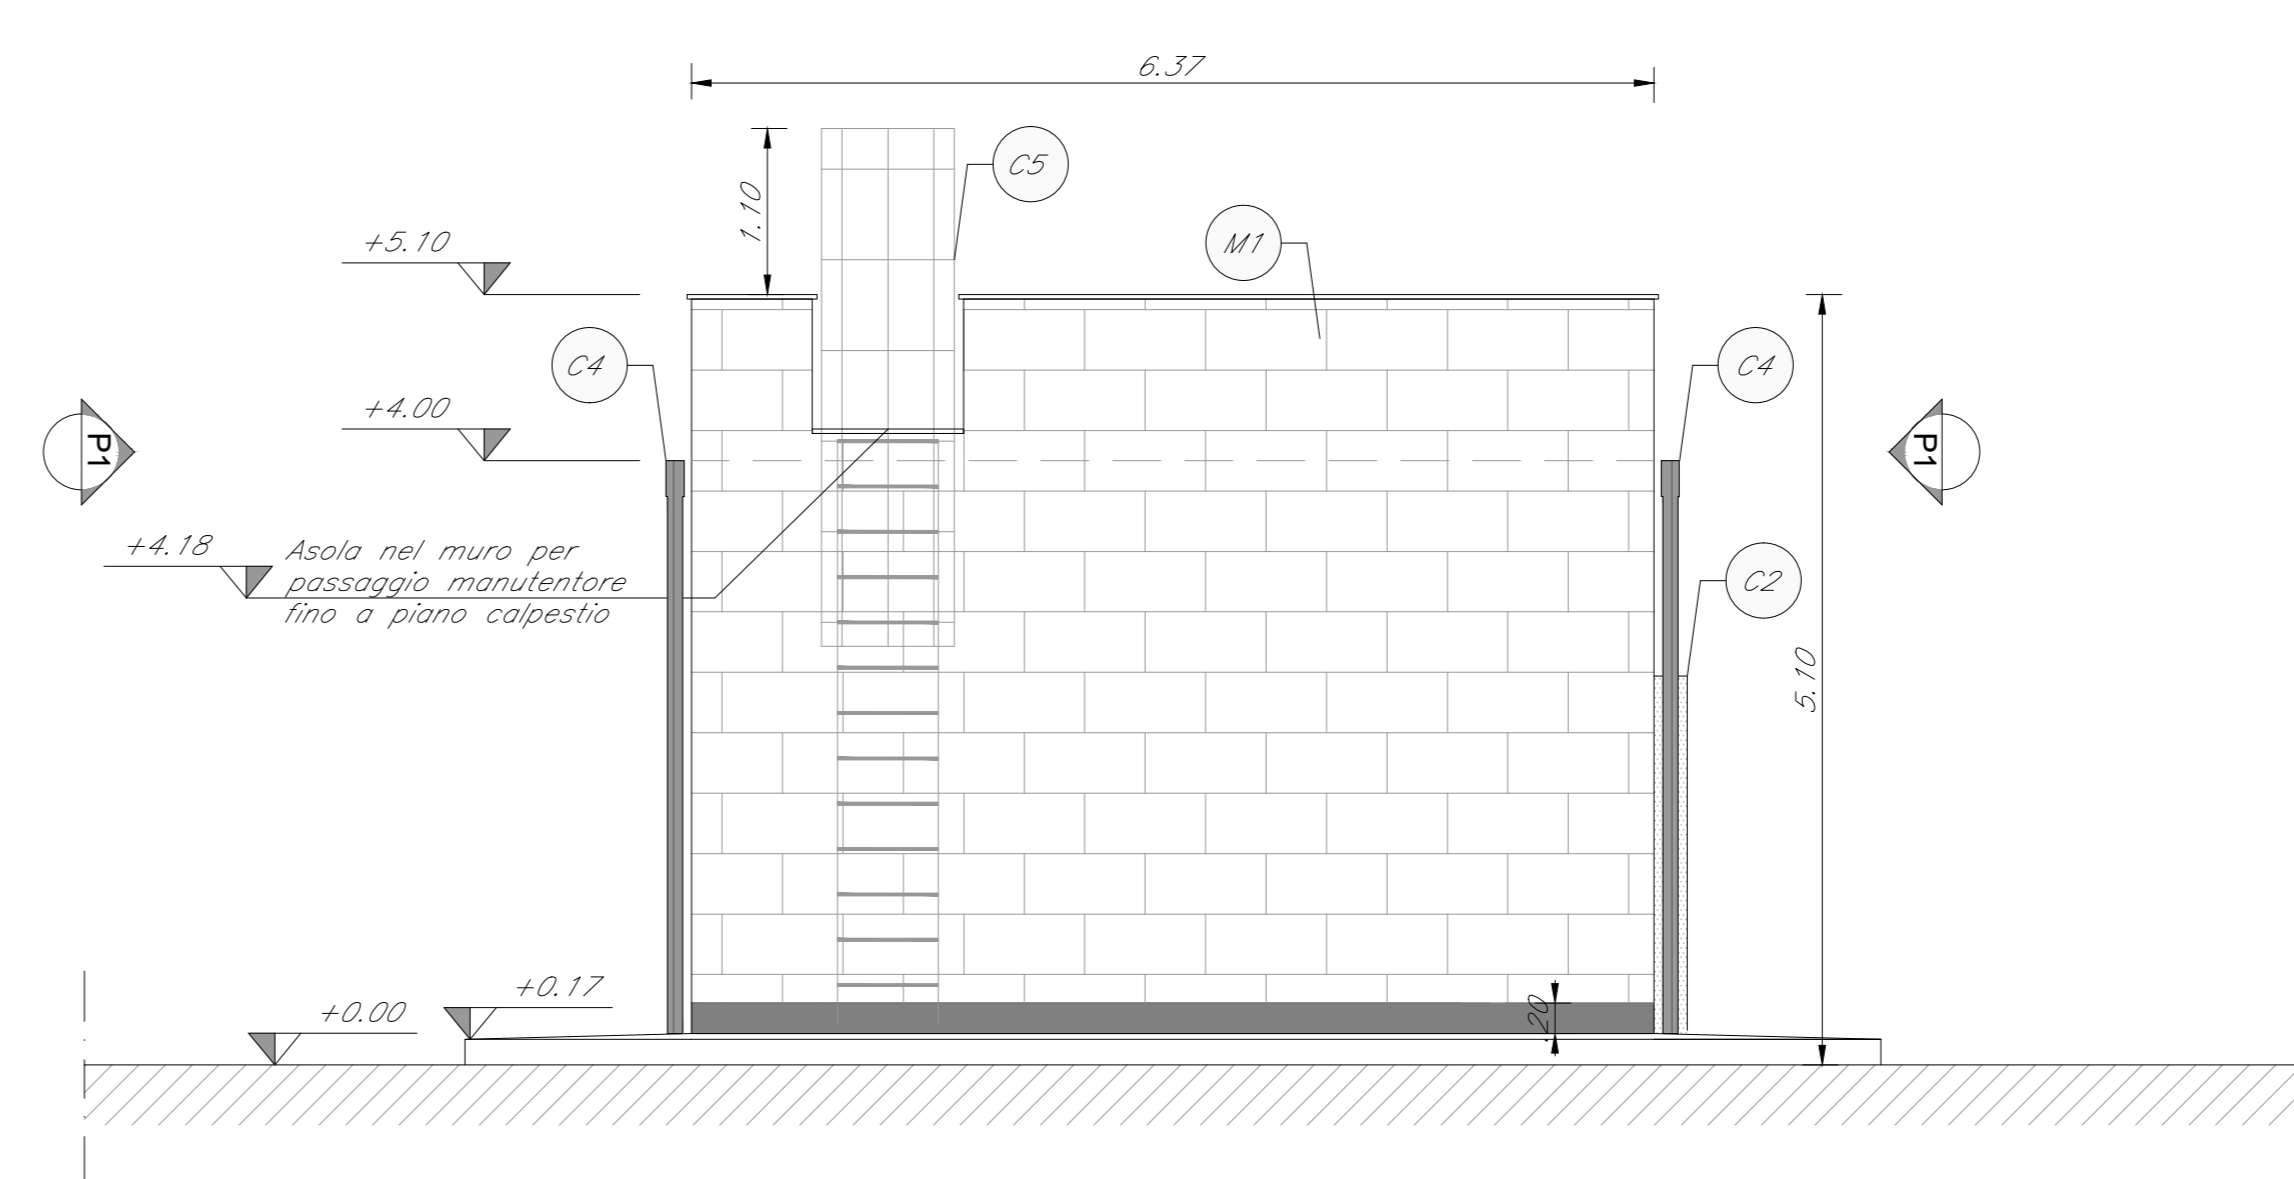 6.37
C5
1.10
M1
+5.10
C4
C4
+4.00
P1
P1
+4.18
Asola nel muro per
passaggio manutentore
fino a piano calpestio
C2
5.10
+0.17
+0.00
.20